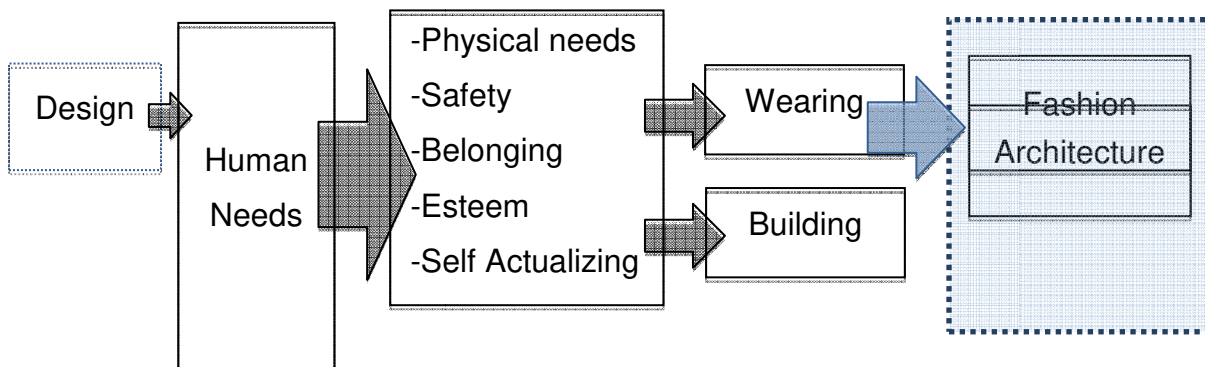 Design
Human
Needs
-Physical needs
-Safety
-Belonging
-Esteem
-Self Actualizing
Wearing
Building
Fashion
Architecture